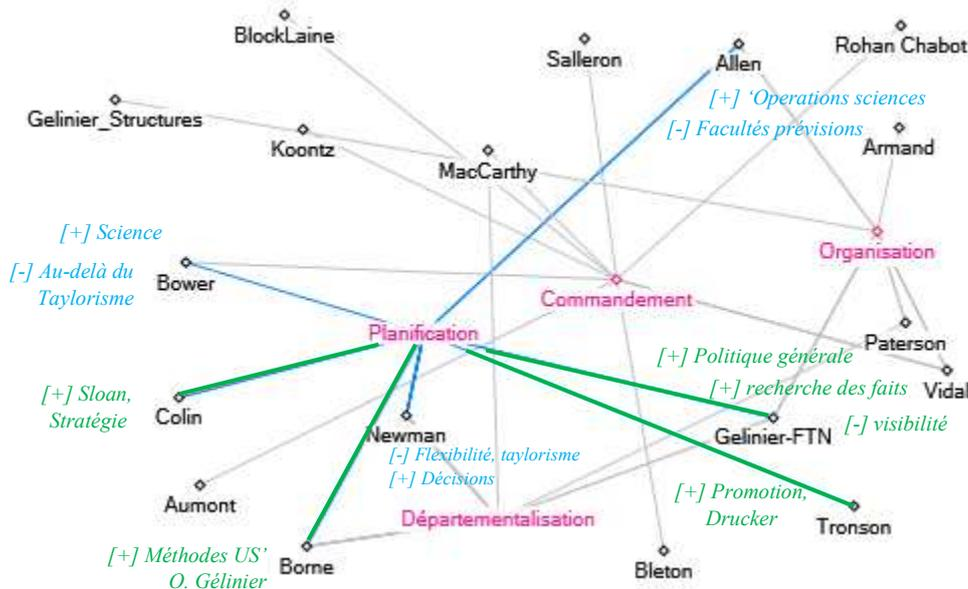 BlockLaine
Salleron
Allen
Rohan Chabot
[+] ‘Operations sciences
[-] Facultés prévisions
Gelinier_Structures
Koontz
MacCarthy
Armand
[+] Science
[-] Au-delà du
Taylorisme
Bower
Organisation
Commandement
Planification
Paterson
[+] Politique générale
[+] recherche des faits
Vidal
[-] visibilité
[+] Sloan,
Stratégie
Colin
Newman
Gelinier-FTN
[-] Flexibilité, taylorisme
[+] Décisions
Aumont
Départementalisation
[+] Promotion,
Drucker
Tronson
[+] Méthodes US’
O. Gélinier
Borne
Bleton